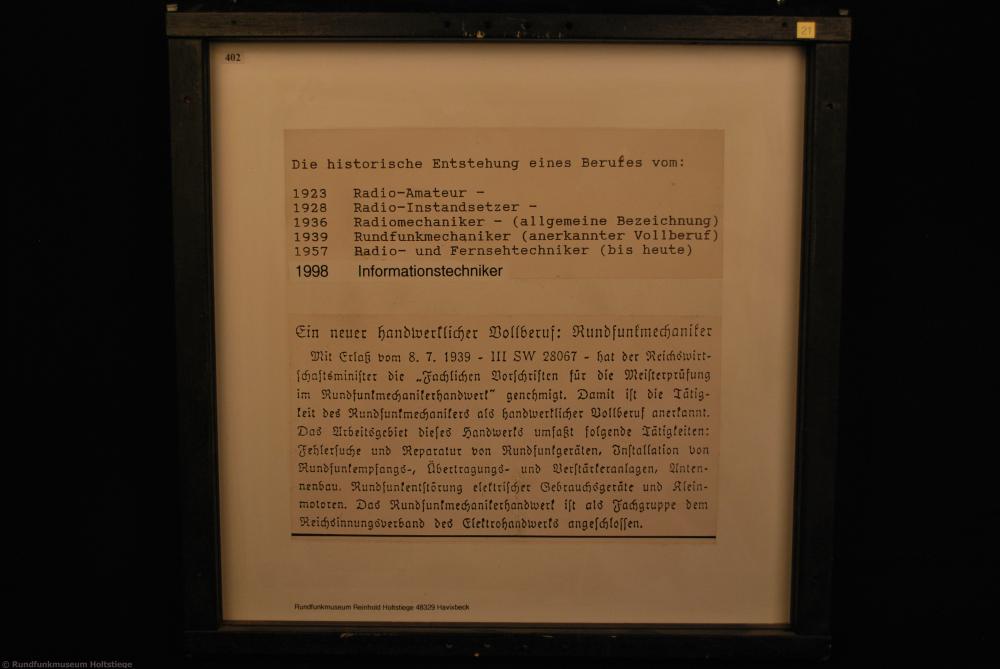 21
402
Die historische Entstehung eines Berufes vom:
1923 Radio-Amateur -
1928 Radio-Instandsetzer -
1936 Radiomechaniker - (allgemeine Bezeichnung)
1939 Rundfunkmechaniker (anerkannter Vollberuf)
1957 Radio- und Fernsehtechniker (bis heute)
1998 Informationstechniker
Ein neuer handwerklicher Vollberuf: Rundfunkmechaniker
Mit Erlaß vom 8. 7. 1939 - III SW 28067 - hat der Reichswirt-
schaftsminister die „Fachlichen Vorschriften für die Meisterprüfung
im Rundfunkmechanikerhandwerk" genehmigt. Damit ist die Tätig-
keit des Rundfunkmechanikers als handwerklicher Vollberuf anerkannt.
Das Arbeitsgebiet dieses Handwerks umfaßt folgende Tätigkeiten:
Fehlersuche und Reparatur von Rundfunkgeräten, Installation von
Rundfunkempfangs-, Übertragungs- und Verstärkeranlagen, Anten-
nenbau. Rundfunkentstörung elektrischer Gebrauchsgeräte und Klein-
motoren. Das Rundfunkmechanikerhandwerk ist als Fachgruppe dem
Reichsinnungsverband des Elektrohandwerks angeschlossen.
Rundfunkmuseum Reinhold Holtstiege 48329 Havixbeck
© Rundfunkmuseum Holtstiege